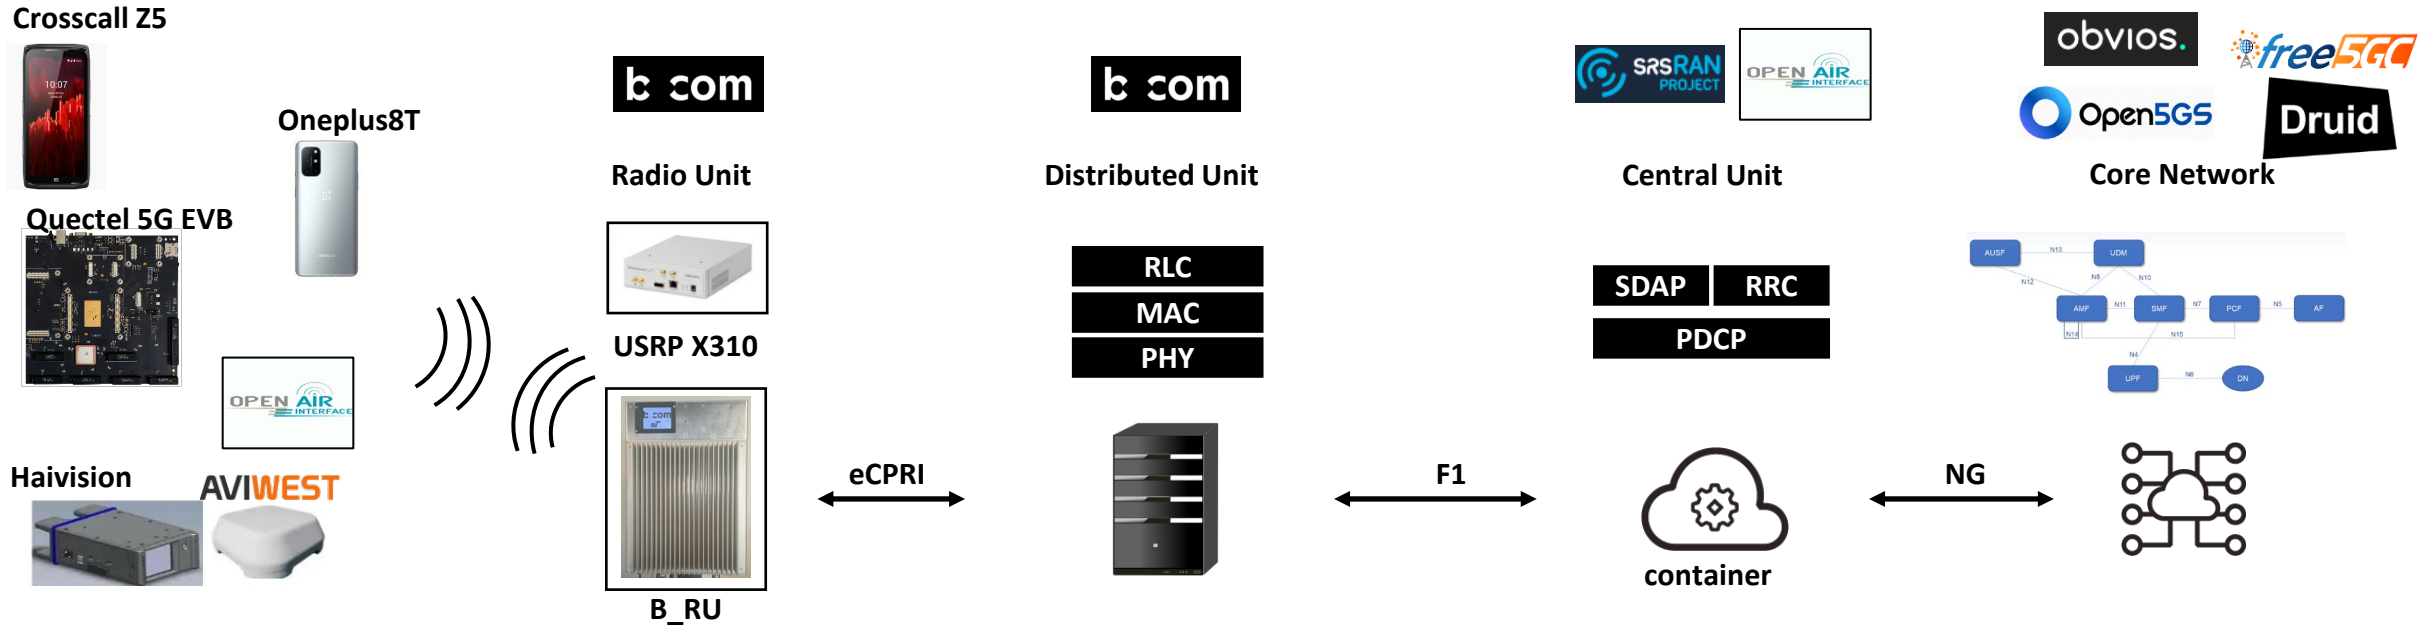 Crosscall Z5
10:07
Oneplus8T
Quectel 5G EVB
OPEN AIR
INTERFACE
Haivision
AVIWEST
b com
Radio Unit
USRP X310
b com
B_RU
eCPRI
b com
Distributed Unit
RLC
MAC
PHY
F1
SRSRAN
PROJECT
OPEN AIR
INTERFACE
Central Unit
SDAP
RRC
PDCP
container
NG
obvios.
free5GC
Open5GS
Druid
Core Network
AUSF
N13
UDM
N12
N8
N10
AMF
N11
SMF
N7
PCF
N5
AF
N14
N15
N4
UPF
N6
DN